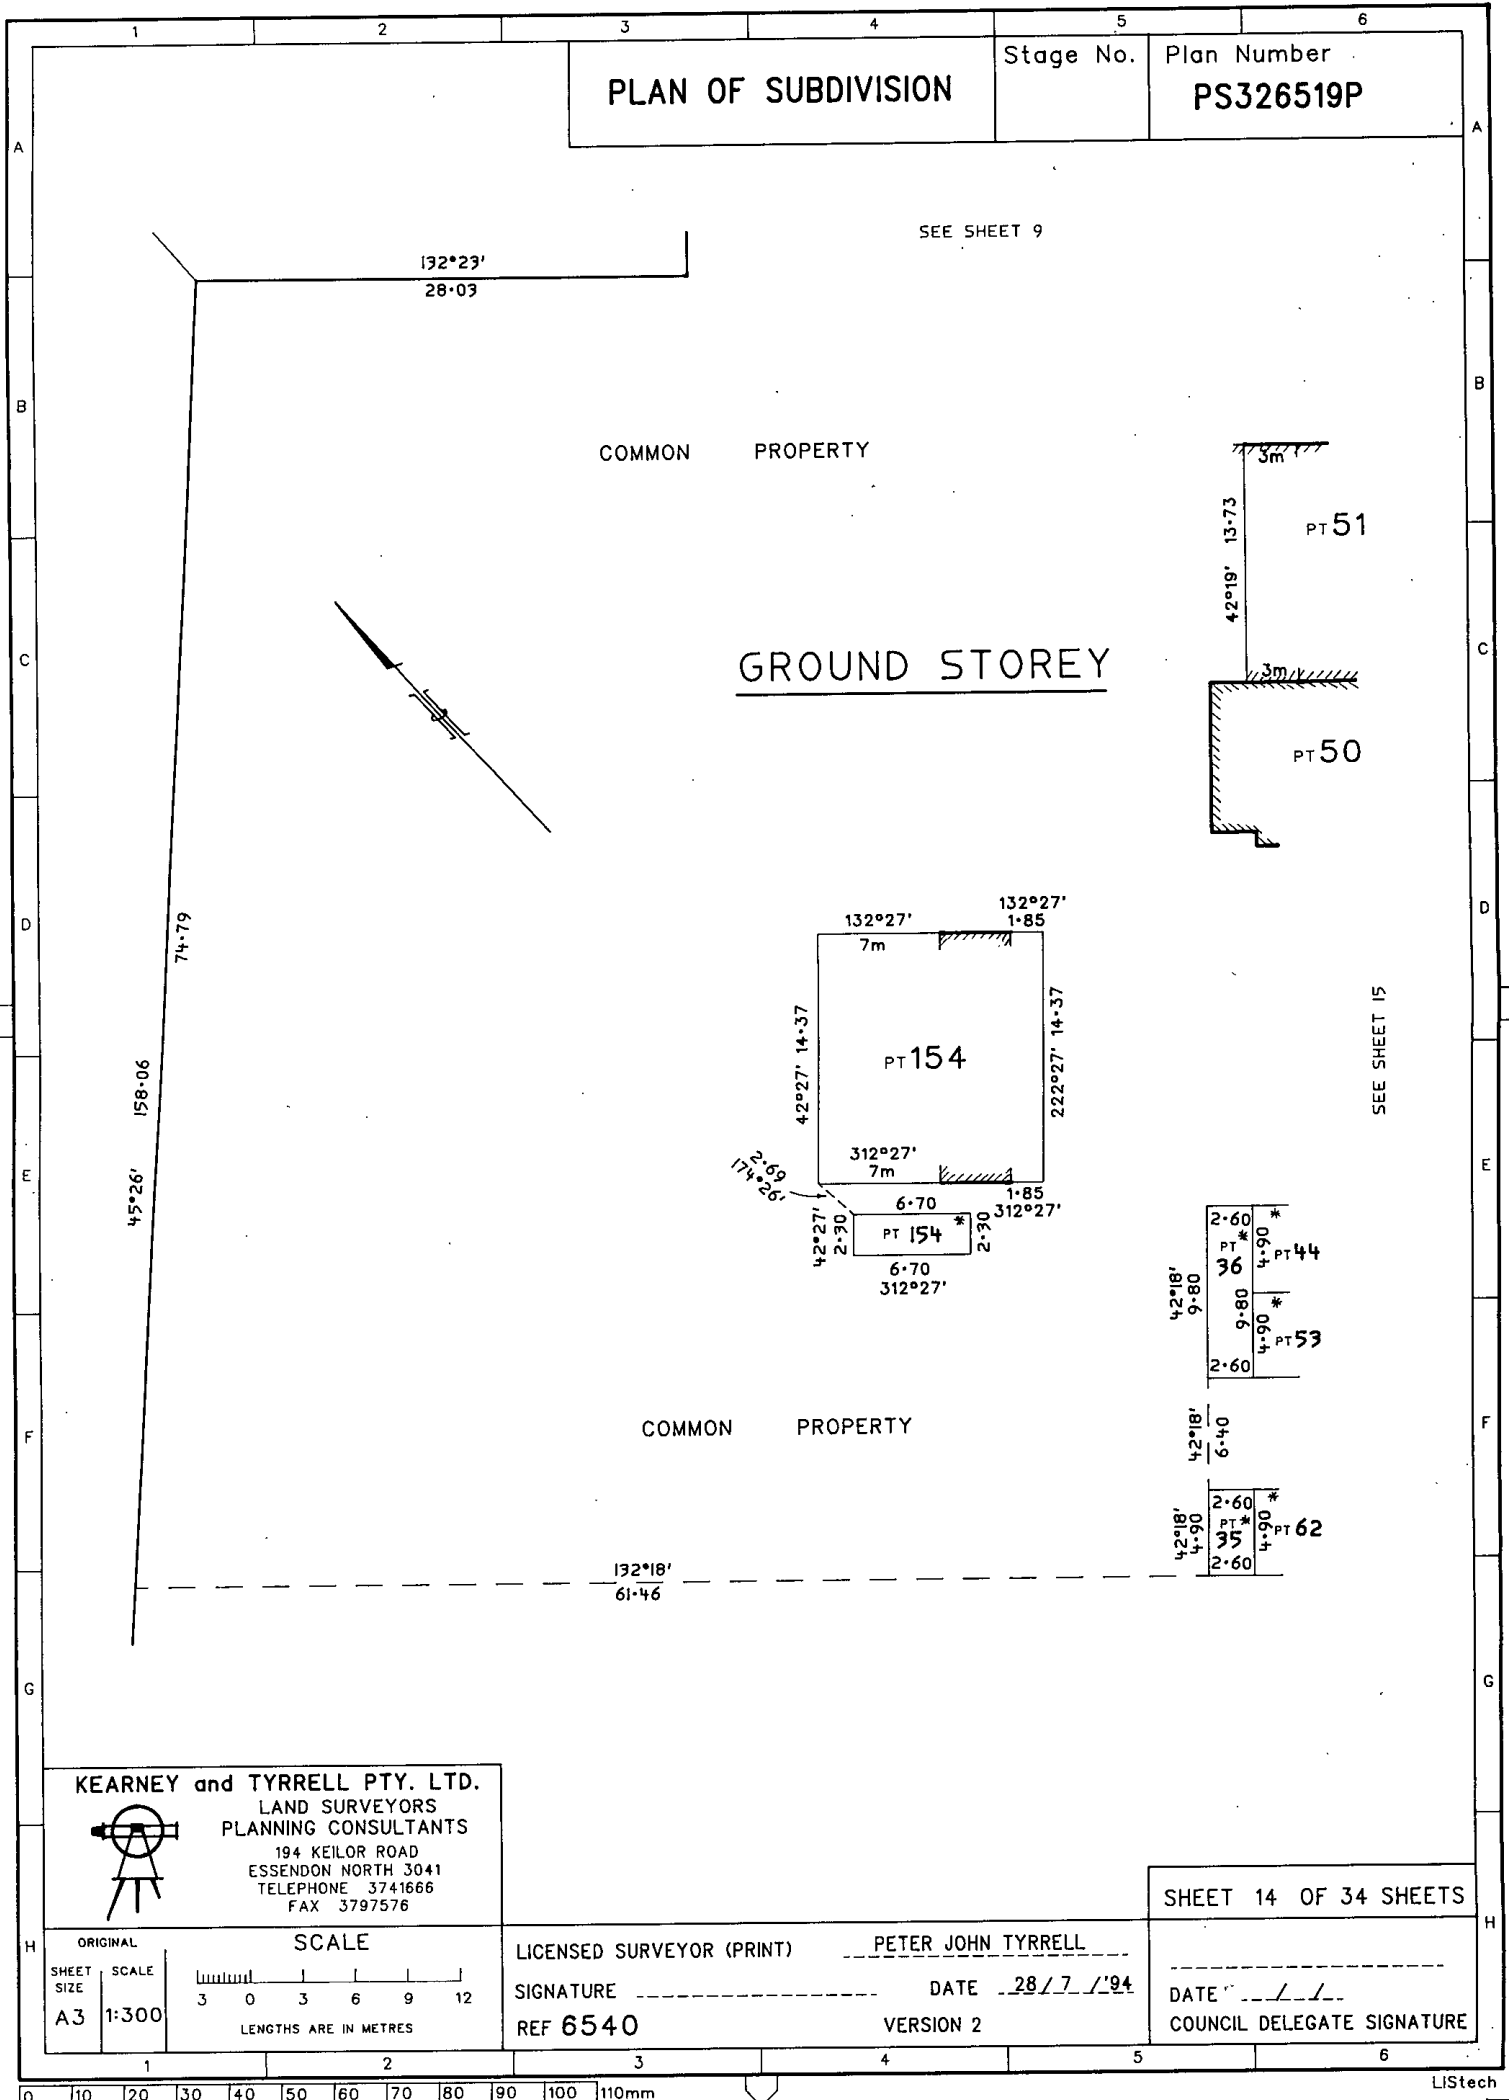 1 2 3 4 5 6
PLAN OF SUBDIVISION
Stage No.
Plan Number
PS326519P
A
A
SEE SHEET 9
132°23'
28·03
B
B
COMMON PROPERTY
3m
PT 51
42°19' 13·73
3m
C
C
GROUND STOREY
PT 50
D
D
74·79
132°27'
7m
132°27'
1·85
42°27' 14·37
222°27' 14·37
PT 154
SEE SHEET 15
158·06
45°26'
E
E
312°27'
7m
1·85
312°27'
2·69
174°26'
6·70
42°27'
2·30
PT 154 *
2·30
6·70
312°27'
2·60
PT *
36
4·90
*
PT 44
42°18'
9·80
9·80
4·90
*
PT 53
2·60
F
F
COMMON PROPERTY
42°18'
6·40
42°18'
4·90
2·60
PT *
35
2·60
4·90
*
PT 62
132°18'
61·46
G
G
KEARNEY and TYRRELL PTY. LTD.
LAND SURVEYORS
PLANNING CONSULTANTS
194 KEILOR ROAD
ESSENDON NORTH 3041
TELEPHONE 3741666
FAX 3797576
SHEET 14 OF 34 SHEETS
H
H
ORIGINAL
SHEET SIZE
SCALE
A3
1:300
SCALE
3 0 3 6 9 12
LENGTHS ARE IN METRES
LICENSED SURVEYOR (PRINT) PETER JOHN TYRRELL
SIGNATURE DATE 28/7/'94
REF 6540 VERSION 2
DATE / /
COUNCIL DELEGATE SIGNATURE
1 2 3 4 5 6
0 10 20 30 40 50 60 70 80 90 100 110mm
LIStech